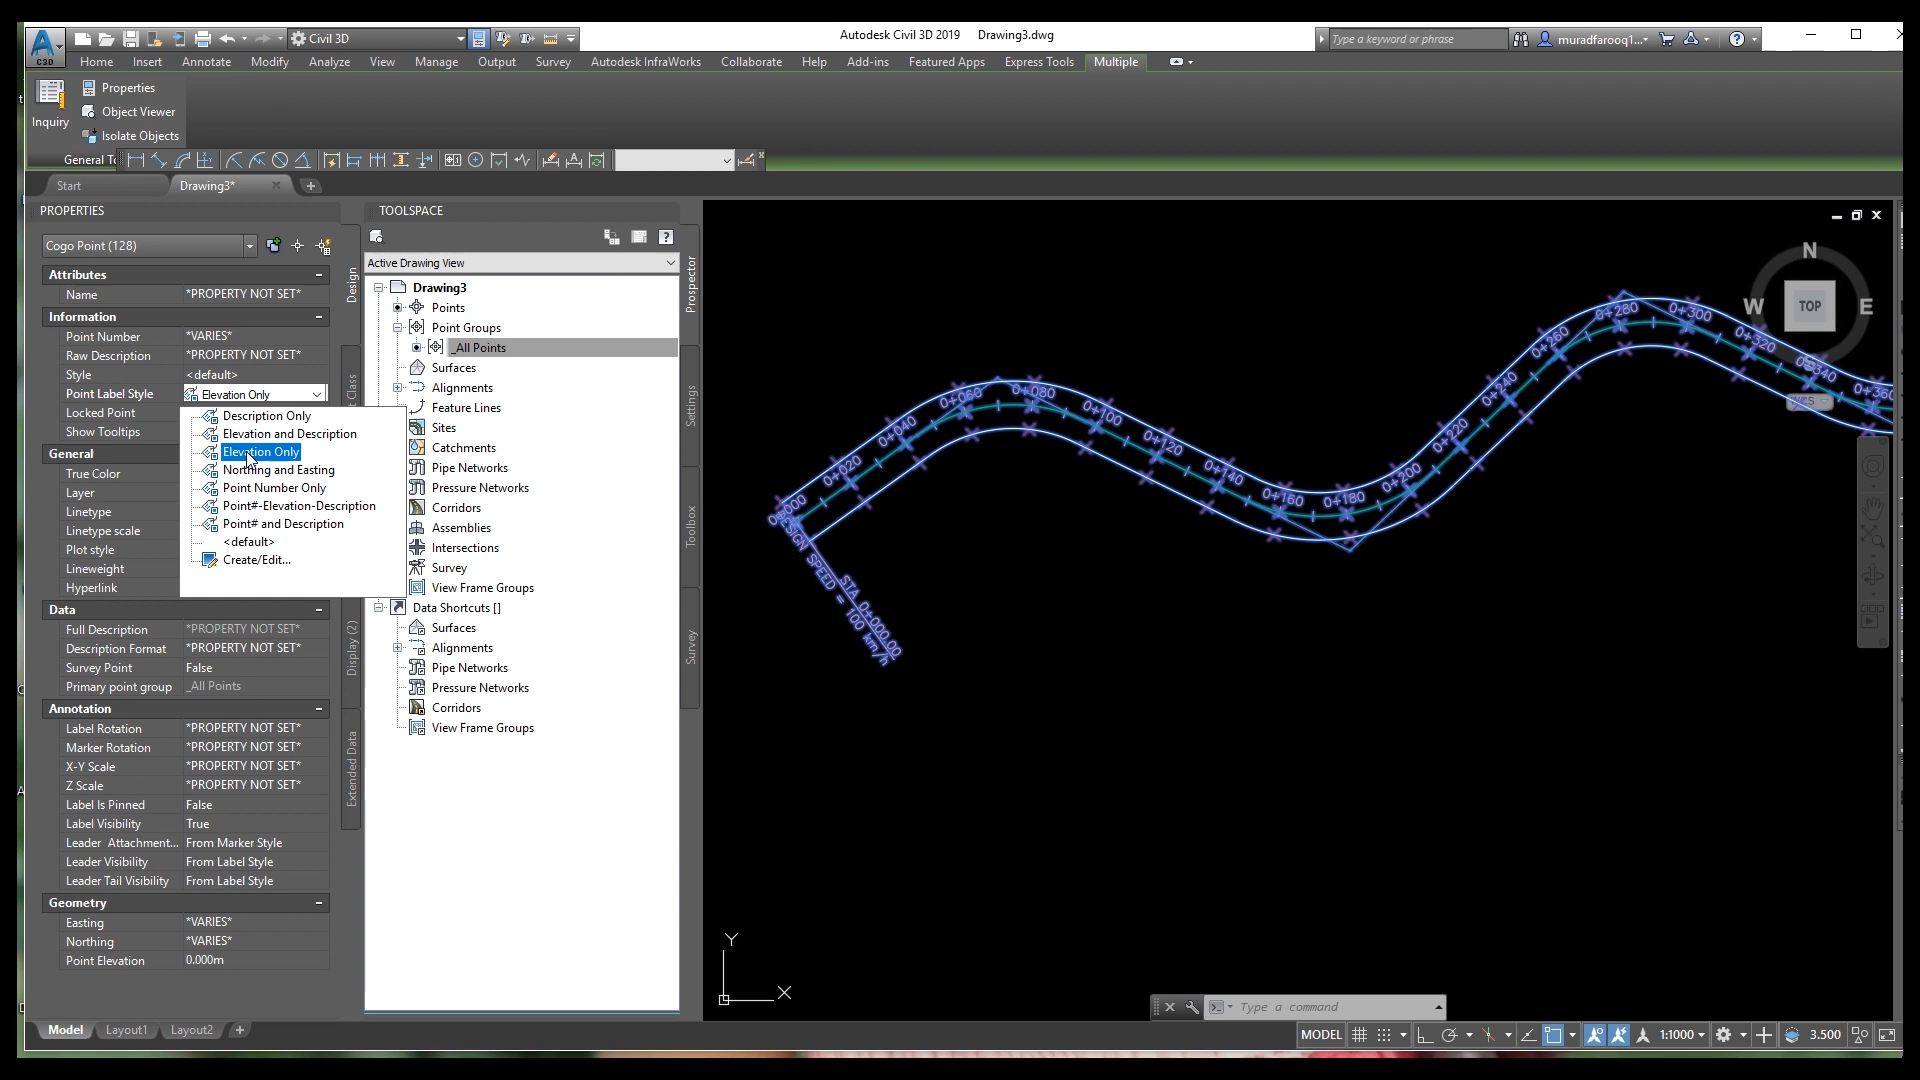 Civil 3D
Autodesk Civil 3D 2019 Drawing3.dwg
Type a keyword or phrase
muradfarooq1...
C3D
Home Insert Annotate Modify Analyze View Manage Output Survey Autodesk InfraWorks Collaborate Help Add-ins Featured Apps Express Tools Multiple
Inquiry
Properties
Object Viewer
Isolate Objects
General To
Start
Drawing3*
PROPERTIES
Cogo Point (128)
Attributes
Name *PROPERTY NOT SET*
Information
Point Number *VARIES*
Raw Description *PROPERTY NOT SET*
Style <default>
Point Label Style Elevation Only
Locked Point
Show Tooltips
General
True Color
Layer
Linetype
Linetype scale
Plot style
Lineweight
Hyperlink
Description Only
Elevation and Description
Elevation Only
Northing and Easting
Point Number Only
Point#-Elevation-Description
Point# and Description
<default>
Create/Edit...
Data
Full Description *PROPERTY NOT SET*
Description Format *PROPERTY NOT SET*
Survey Point False
Primary point group _All Points
Annotation
Label Rotation *PROPERTY NOT SET*
Marker Rotation *PROPERTY NOT SET*
X-Y Scale *PROPERTY NOT SET*
Z Scale *PROPERTY NOT SET*
Label Is Pinned False
Label Visibility True
Leader Attachment... From Marker Style
Leader Visibility From Label Style
Leader Tail Visibility From Label Style
Geometry
Easting *VARIES*
Northing *VARIES*
Point Elevation 0.000m
Design
t Class
Display (2)
Extended Data
TOOLSPACE
Active Drawing View
Drawing3
Points
Point Groups
_All Points
Surfaces
Alignments
Feature Lines
Sites
Catchments
Pipe Networks
Pressure Networks
Corridors
Assemblies
Intersections
Survey
View Frame Groups
Data Shortcuts []
Surfaces
Alignments
Pipe Networks
Pressure Networks
Corridors
View Frame Groups
Prospector
Settings
Toolbox
Survey
N
W TOP E
0+000
0+020
0+040
0+060
0+080
0+100
0+120
0+140
0+160
0+180
0+200
0+220
0+240
0+260
0+280
0+300
0+320
0+340
0+360
STA 0+000.00
DESIGN SPEED = 100 km/h
Y
X
Type a command
Model Layout1 Layout2
MODEL 1:1000 3.500